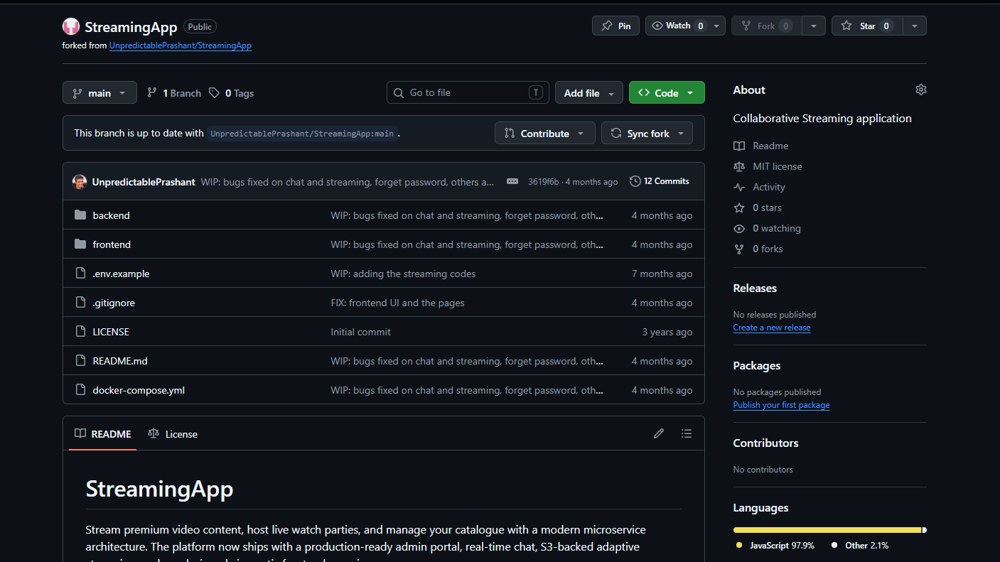 StreamingApp Public Pin Watch 0 Fork 0 Star 0
forked from UnpredictablePrashant/StreamingApp
main 1 Branch 0 Tags Go to file T Add file Code
This branch is up to date with UnpredictablePrashant/StreamingApp:main . Contribute Sync fork
UnpredictablePrashant WIP: bugs fixed on chat and streaming, forget password, others a... 3619f6b · 4 months ago 12 Commits
backend WIP: bugs fixed on chat and streaming, forget password, oth... 4 months ago
frontend WIP: bugs fixed on chat and streaming, forget password, oth... 4 months ago
.env.example WIP: adding the streaming codes 7 months ago
.gitignore FIX: frontend UI and the pages 4 months ago
LICENSE Initial commit 3 years ago
README.md WIP: bugs fixed on chat and streaming, forget password, oth... 4 months ago
docker-compose.yml WIP: bugs fixed on chat and streaming, forget password, oth... 4 months ago
README License
StreamingApp
Stream premium video content, host live watch parties, and manage your catalogue with a modern microservice
architecture. The platform now ships with a production-ready admin portal, real-time chat, S3-backed adaptive
About
Collaborative Streaming application
Readme
MIT license
Activity
0 stars
0 watching
0 forks
Releases
No releases published
Create a new release
Packages
No packages published
Publish your first package
Contributors
No contributors
Languages
JavaScript 97.9% Other 2.1%